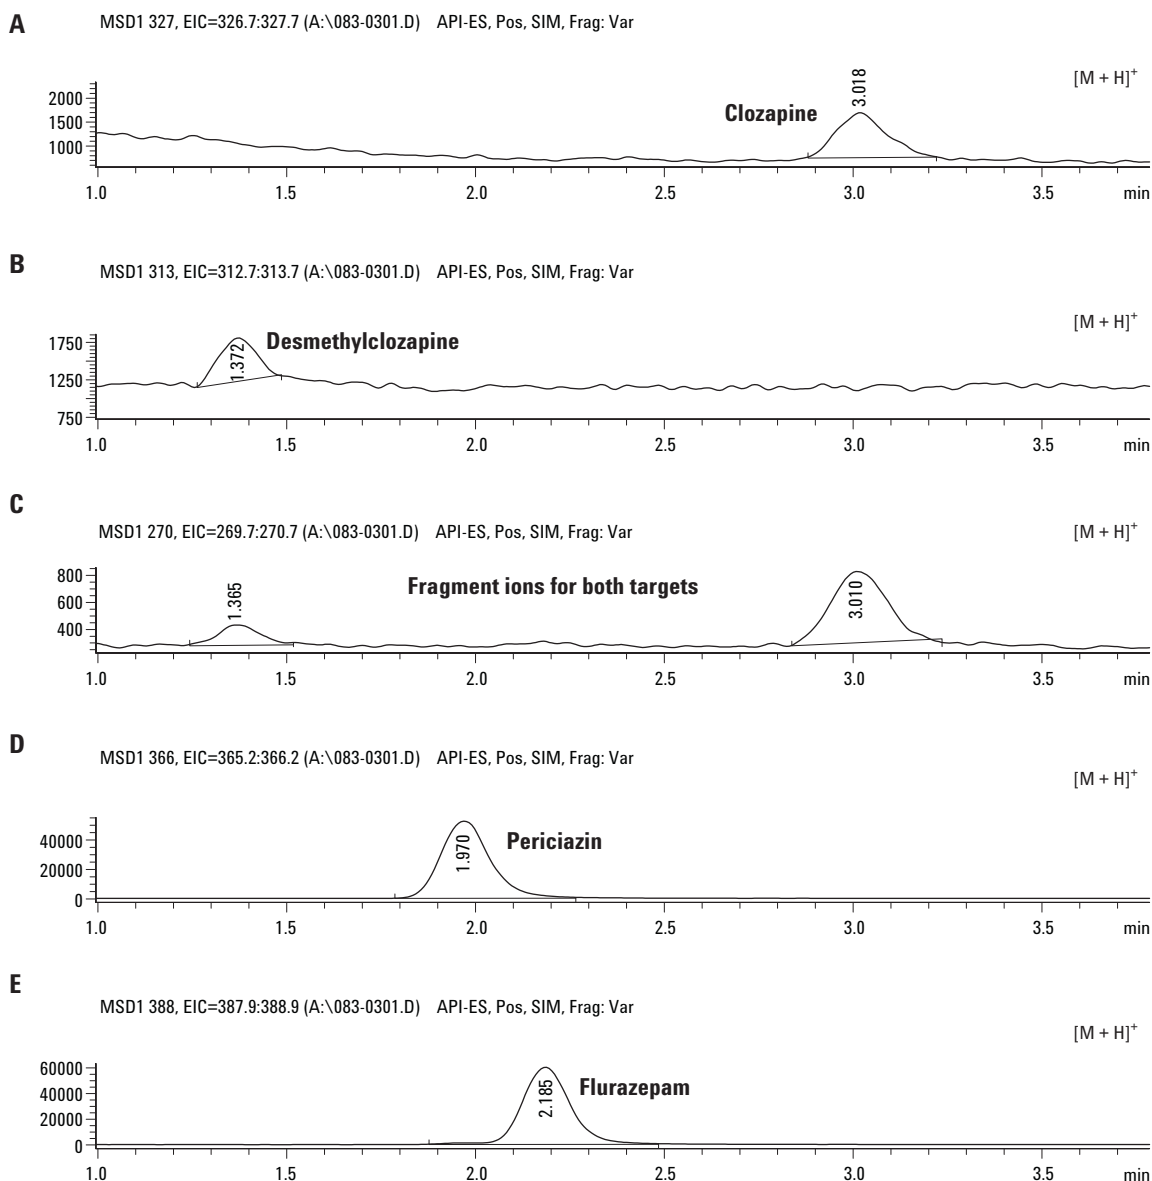 A
MSD1 327, EIC=326.7:327.7 (A:\083-0301.D) API-ES, Pos, SIM, Frag: Var
[M + H]+
2000
1500
1000
Clozapine
3.018
1.0 1.5 2.0 2.5 3.0 3.5 min
B
MSD1 313, EIC=312.7:313.7 (A:\083-0301.D) API-ES, Pos, SIM, Frag: Var
[M + H]+
1750
1250
750
1.372
Desmethylclozapine
1.0 1.5 2.0 2.5 3.0 3.5 min
C
MSD1 270, EIC=269.7:270.7 (A:\083-0301.D) API-ES, Pos, SIM, Frag: Var
[M + H]+
800
600
400
1.365
Fragment ions for both targets
3.010
1.0 1.5 2.0 2.5 3.0 3.5 min
D
MSD1 366, EIC=365.2:366.2 (A:\083-0301.D) API-ES, Pos, SIM, Frag: Var
[M + H]+
40000
20000
0
1.970
Periciazin
1.0 1.5 2.0 2.5 3.0 3.5 min
E
MSD1 388, EIC=387.9:388.9 (A:\083-0301.D) API-ES, Pos, SIM, Frag: Var
[M + H]+
60000
40000
20000
0
2.185
Flurazepam
1.0 1.5 2.0 2.5 3.0 3.5 min